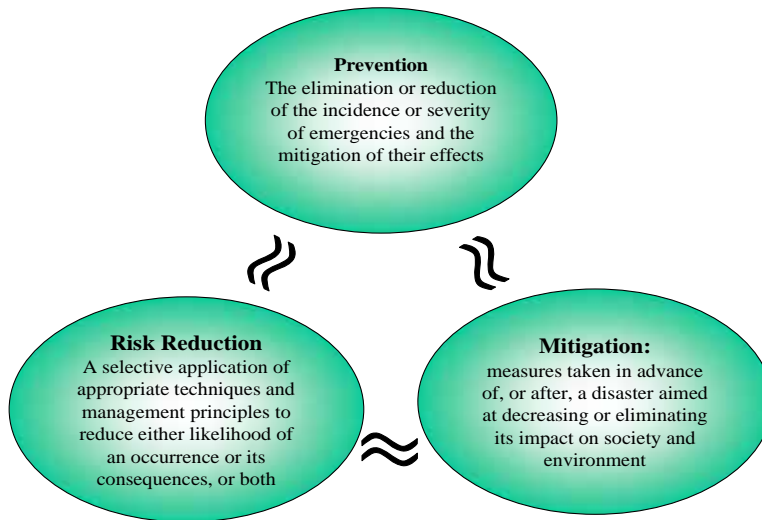 Prevention
The elimination or reduction
of the incidence or severity
of emergencies and the
mitigation of their effects
Risk Reduction
A selective application of
appropriate techniques and
management principles to
reduce either likelihood of
an occurrence or its
consequences, or both
Mitigation:
measures taken in advance
of, or after, a disaster aimed
at decreasing or eliminating
its impact on society and
environment